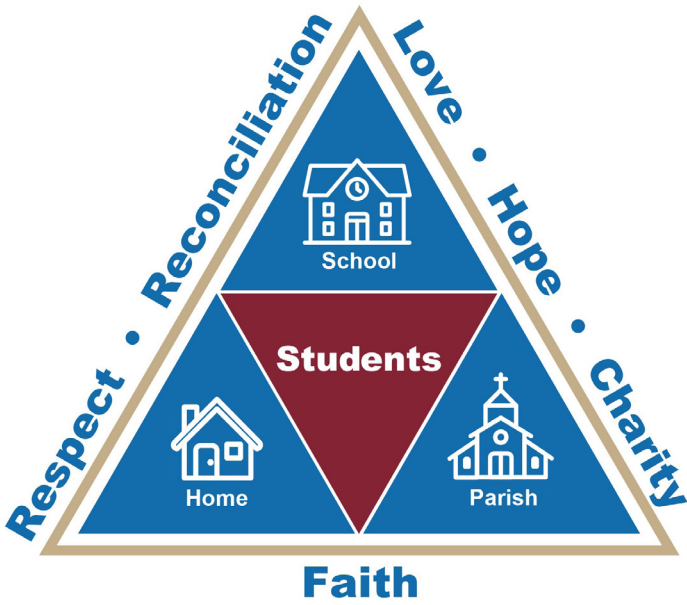 Respect • Reconciliation
Love • Hope • Charity
School
Students
Home
Parish
Faith